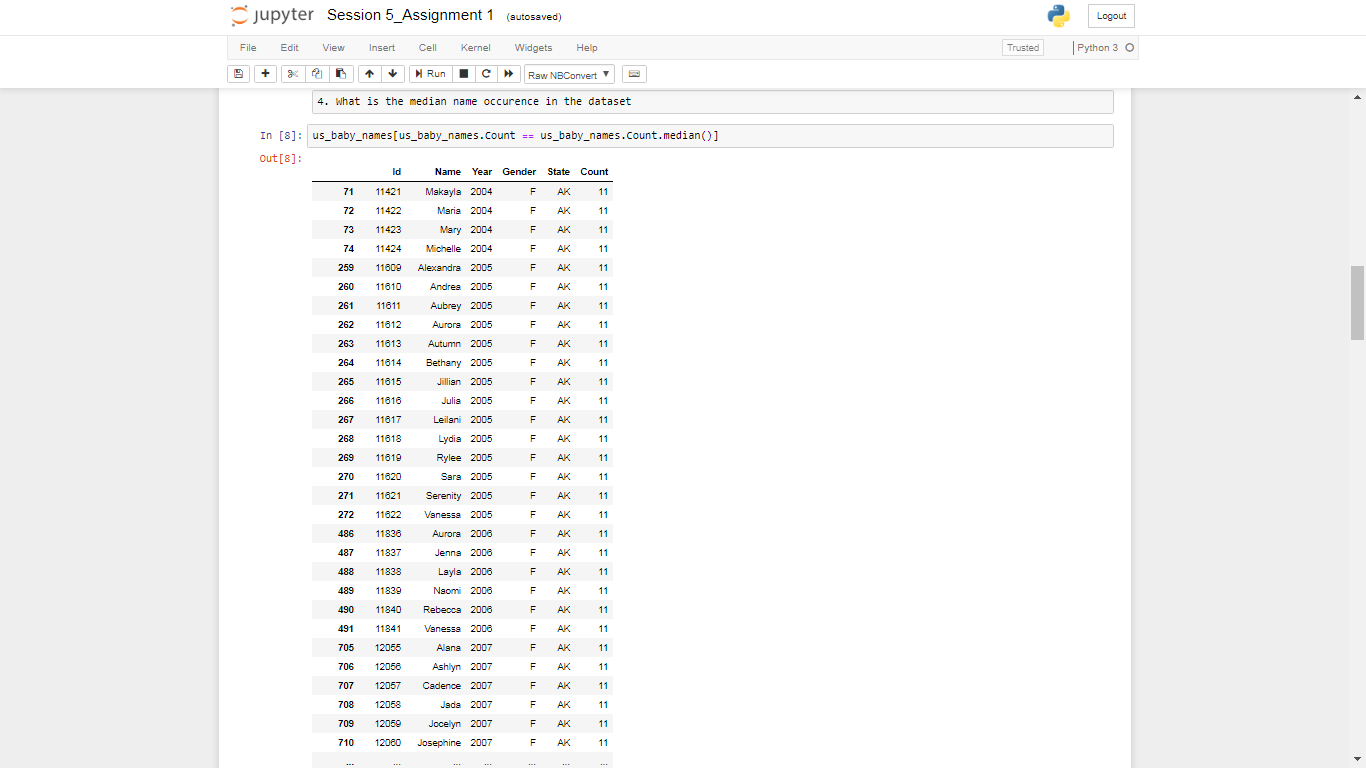 jupyter Session 5_Assignment 1 (autosaved) Logout
File Edit View Insert Cell Kernel Widgets Help Trusted Python 3
Run Raw NBConvert
4. What is the median name occurence in the dataset
In [8]: us_baby_names[us_baby_names.Count == us_baby_names.Count.median()]
Out[8]:
Id Name Year Gender State Count
71 11421 Makayla 2004 F AK 11
72 11422 Maria 2004 F AK 11
73 11423 Mary 2004 F AK 11
74 11424 Michelle 2004 F AK 11
259 11609 Alexandra 2005 F AK 11
260 11610 Andrea 2005 F AK 11
261 11611 Aubrey 2005 F AK 11
262 11612 Aurora 2005 F AK 11
263 11613 Autumn 2005 F AK 11
264 11614 Bethany 2005 F AK 11
265 11615 Jillian 2005 F AK 11
266 11616 Julia 2005 F AK 11
267 11617 Leilani 2005 F AK 11
268 11618 Lydia 2005 F AK 11
269 11619 Rylee 2005 F AK 11
270 11620 Sara 2005 F AK 11
271 11621 Serenity 2005 F AK 11
272 11622 Vanessa 2005 F AK 11
486 11836 Aurora 2006 F AK 11
487 11837 Jenna 2006 F AK 11
488 11838 Layla 2006 F AK 11
489 11839 Naomi 2006 F AK 11
490 11840 Rebecca 2006 F AK 11
491 11841 Vanessa 2006 F AK 11
705 12055 Alana 2007 F AK 11
706 12056 Ashlyn 2007 F AK 11
707 12057 Cadence 2007 F AK 11
708 12058 Jada 2007 F AK 11
709 12059 Jocelyn 2007 F AK 11
710 12060 Josephine 2007 F AK 11
... ... ... ... ... ... ...